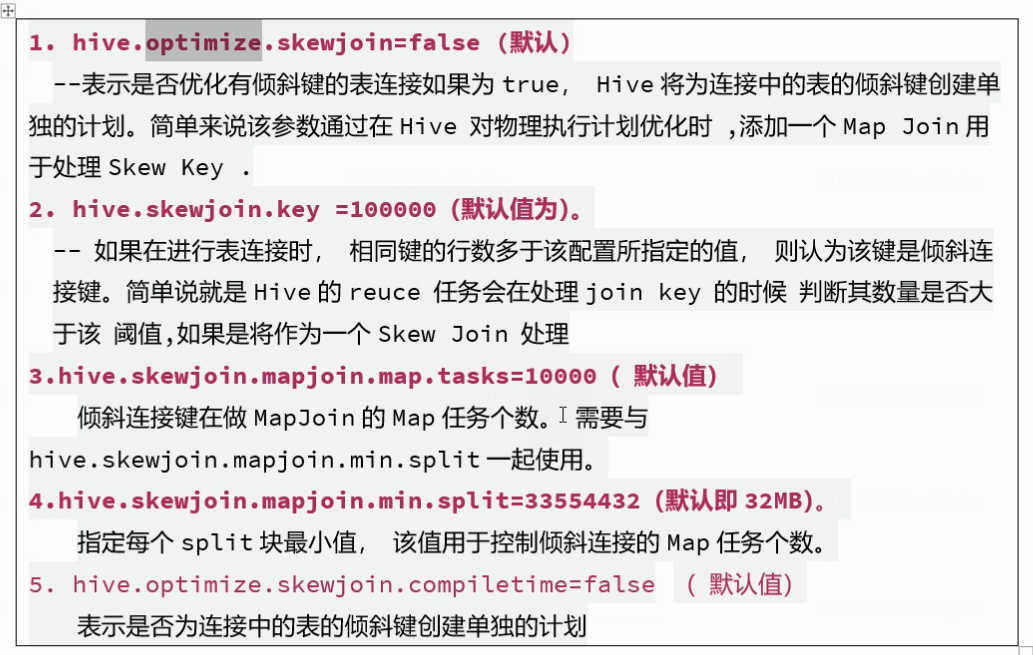 1. hive.optimize.skewjoin=false（默认）
--表示是否优化有倾斜键的表连接如果为 true， Hive 将为连接中的表的倾斜键创建单
独的计划。简单来说该参数通过在 Hive 对物理执行计划优化时 ,添加一个 Map Join 用
于处理 Skew Key .
2. hive.skewjoin.key =100000（默认值为）。
-- 如果在进行表连接时， 相同键的行数多于该配置所指定的值， 则认为该键是倾斜连
接键。简单说就是 Hive 的 reuce 任务会在处理 join key 的时候 判断其数量是否大
于该 阈值,如果是将作为一个 Skew Join 处理
3.hive.skewjoin.mapjoin.map.tasks=10000（ 默认值）
倾斜连接键在做 MapJoin 的 Map 任务个数。 需要与
hive.skewjoin.mapjoin.min.split 一起使用。
4.hive.skewjoin.mapjoin.min.split=33554432（默认即 32MB）。
指定每个 split 块最小值， 该值用于控制倾斜连接的 Map 任务个数。
5. hive.optimize.skewjoin.compiletime=false （ 默认值）
表示是否为连接中的表的倾斜键创建单独的计划